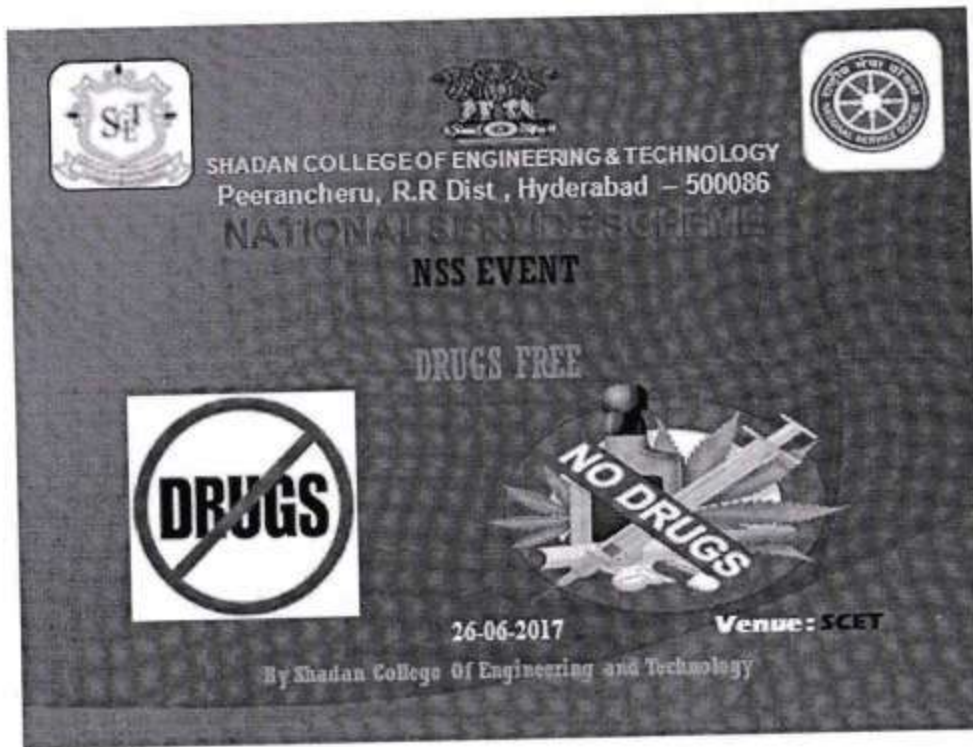 SCET
SHADAN COLLEGE OF ENGINEERING & TECHNOLOGY
Peerancheru, R.R Dist , Hyderabad – 500086
NATIONAL SERVICE SCHEME
NSS EVENT
DRUGS FREE
DRUGS
NO DRUGS
26-06-2017
Venue: SCET
By Shadan College Of Engineering and Technology